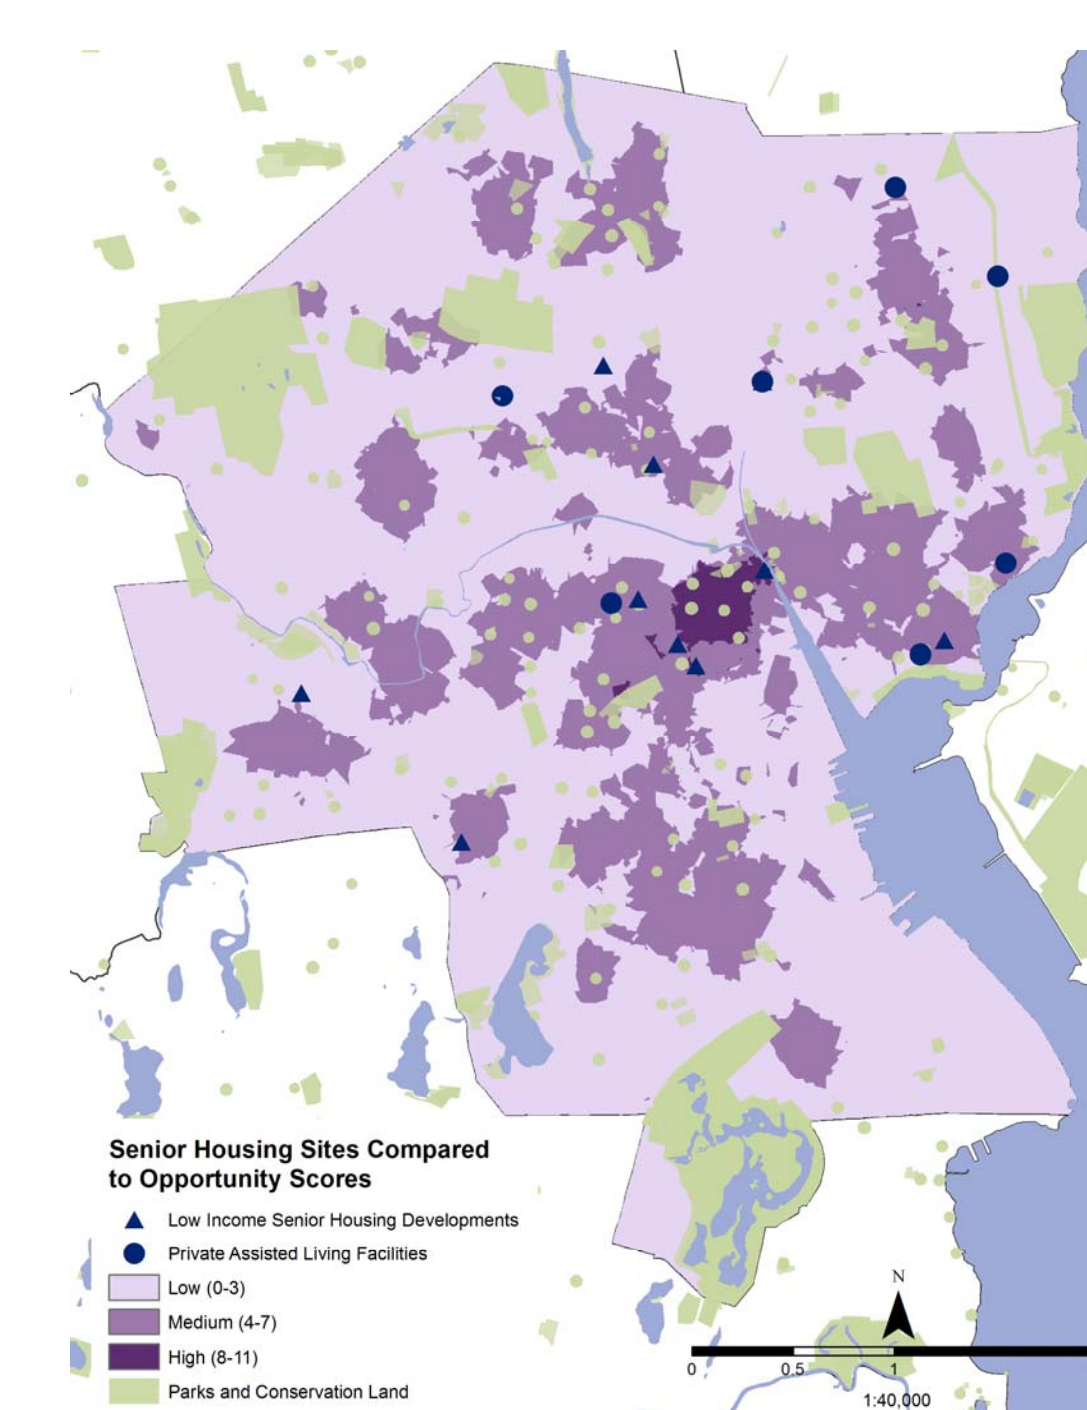 Senior Housing Sites Compared
to Opportunity Scores
Low Income Senior Housing Developments
Private Assisted Living Facilities
Low (0-3)
Medium (4-7)
High (8-11)
Parks and Conservation Land
N
0 0.5 1
1:40,000